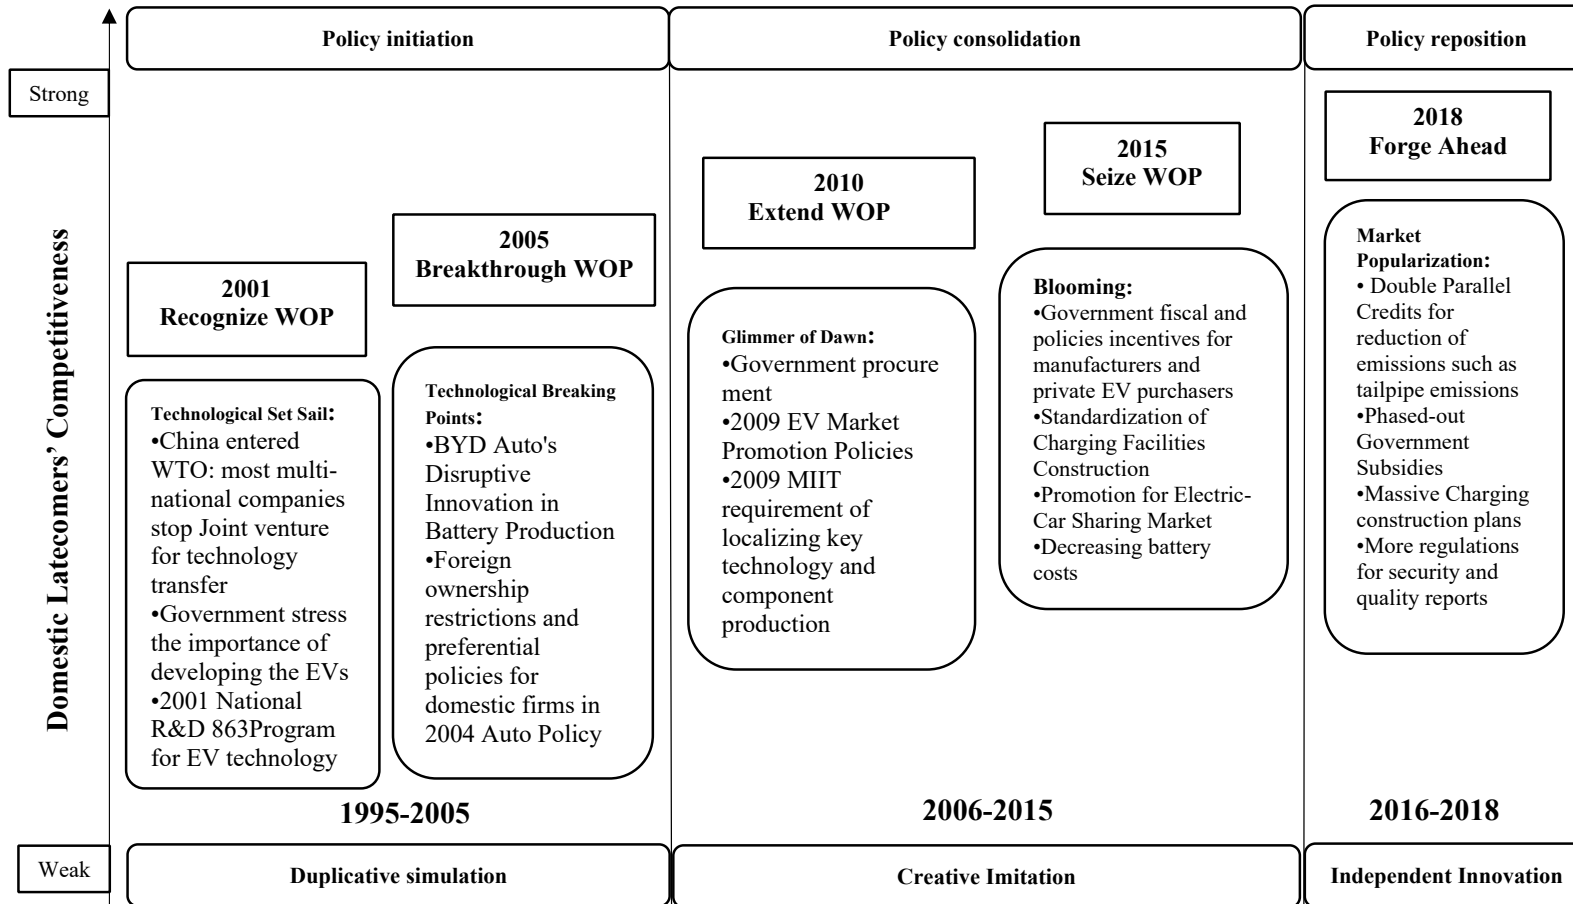 Policy initiation
Policy consolidation
Policy reposition
Strong
Domestic Latecomers' Competitiveness
Weak
2001
Recognize WOP
Technological Set Sail:
•China entered
WTO: most multi-
national companies
stop Joint venture
for technology
transfer
•Government stress
the importance of
developing the EVs
•2001 National
R&D 863Program
for EV technology
2005
Breakthrough WOP
Technological Breaking
Points:
•BYD Auto's
Disruptive
Innovation in
Battery Production
•Foreign
ownership
restrictions and
preferential
policies for
domestic firms in
2004 Auto Policy
2010
Extend WOP
Glimmer of Dawn:
•Government procure
ment
•2009 EV Market
Promotion Policies
•2009 MIIT
requirement of
localizing key
technology and
component
production
2015
Seize WOP
Blooming:
•Government fiscal and
policies incentives for
manufacturers and
private EV purchasers
•Standardization of
Charging Facilities
Construction
•Promotion for Electric-
Car Sharing Market
•Decreasing battery
costs
2018
Forge Ahead
Market
Popularization:
• Double Parallel
Credits for
reduction of
emissions such as
tailpipe emissions
•Phased-out
Government
Subsidies
•Massive Charging
construction plans
•More regulations
for security and
quality reports
1995-2005
2006-2015
2016-2018
Duplicative simulation
Creative Imitation
Independent Innovation